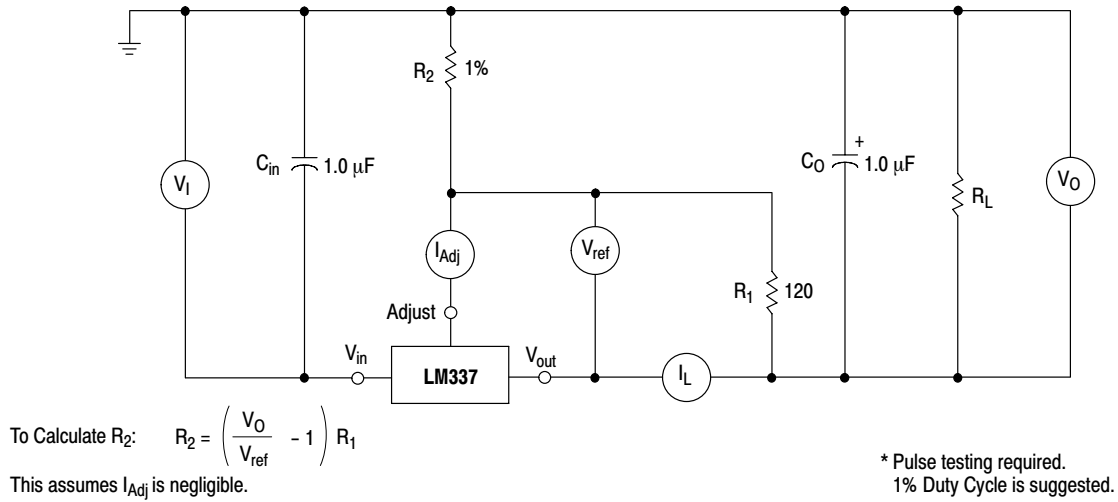 R2 1%
Cin 1.0 μF
VI
CO + 1.0 μF
RL
VO
IAdj
Vref
R1 120
Adjust
Vin
LM337
Vout
IL
To Calculate R2: R2 = ( VO / Vref - 1 ) R1
This assumes IAdj is negligible.
* Pulse testing required.
1% Duty Cycle is suggested.